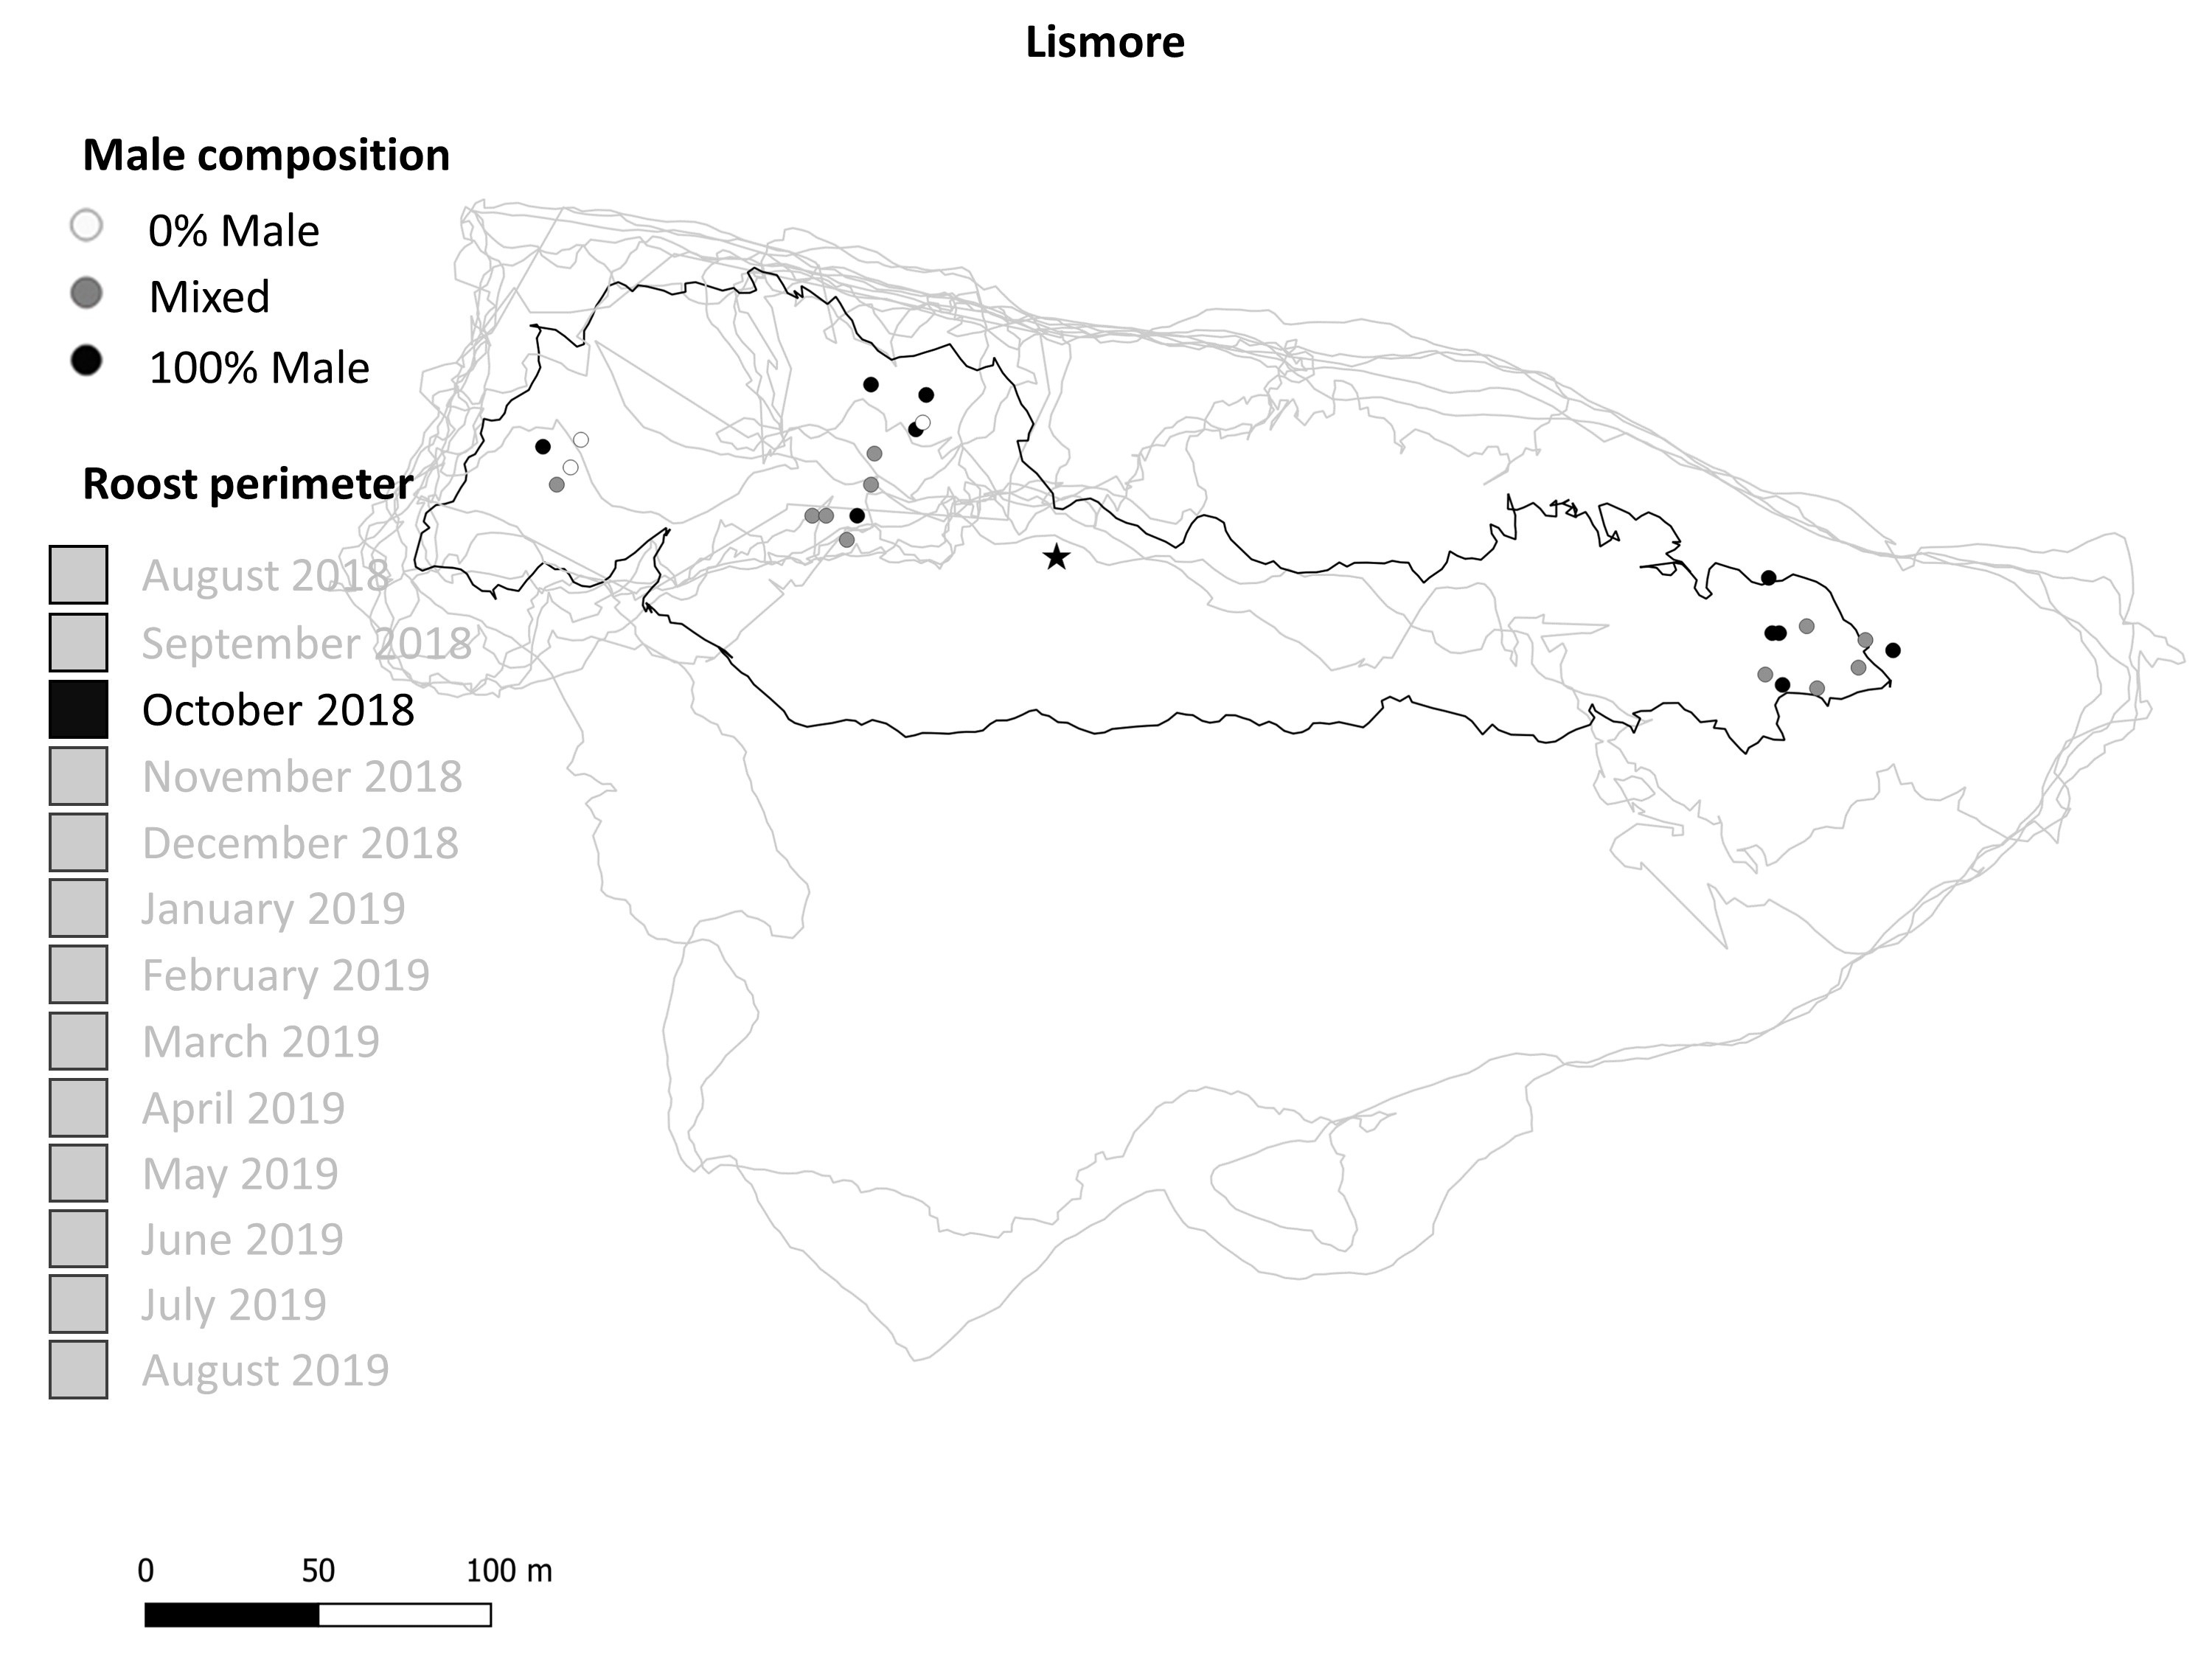 Lismore
Male composition
0% Male
Mixed
100% Male
Roost perimeter
August 2018
September 2018
October 2018
November 2018
December 2018
January 2019
February 2019
March 2019
April 2019
May 2019
June 2019
July 2019
August 2019
0 50 100 m